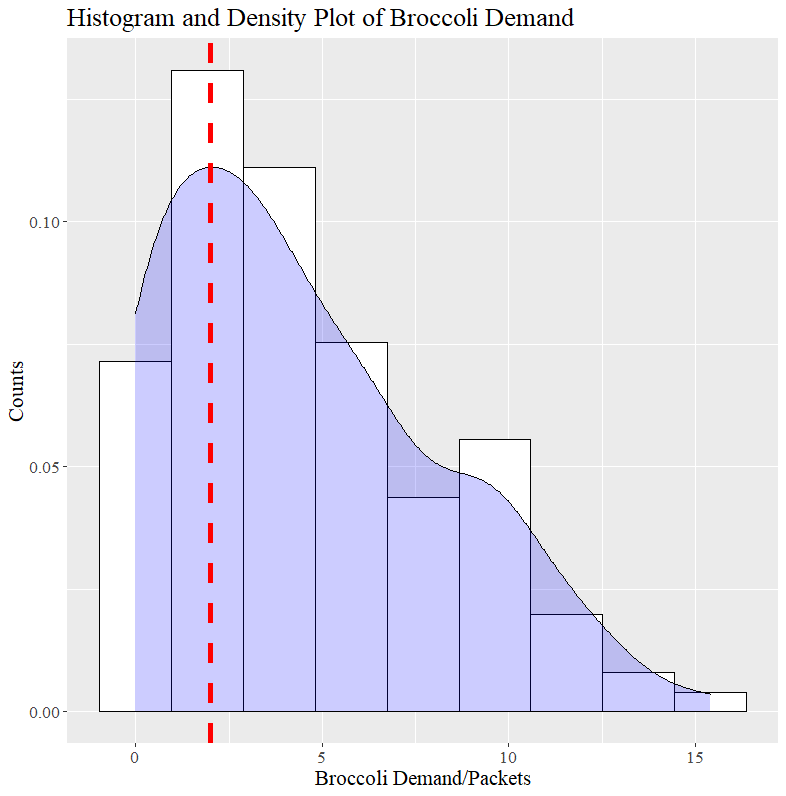 Histogram and Density Plot of Broccoli Demand
Counts
0.10
0.05
0.00
0 5 10 15
Broccoli Demand/Packets